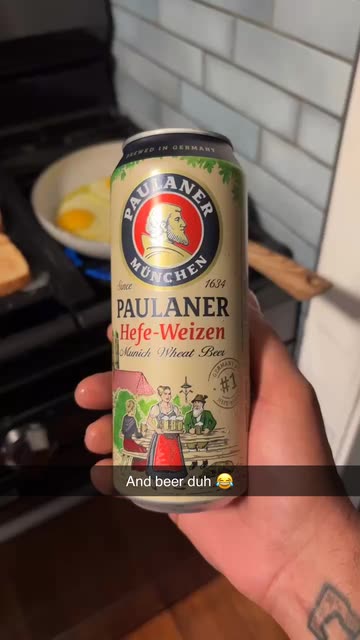 BREWED IN GERMANY
PAULANER
MÜNCHEN
Since 1634
PAULANER
Hefe-Weizen
Munich Wheat Beer
#1
And beer duh 😂